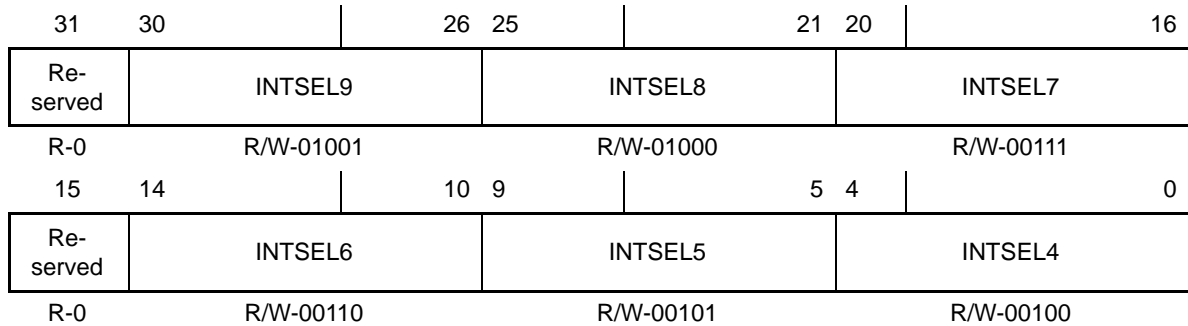 31 30 26 25 21 20 16
Re-
served INTSEL9 INTSEL8 INTSEL7
R-0 R/W-01001 R/W-01000 R/W-00111
15 14 10 9 5 4 0
Re-
served INTSEL6 INTSEL5 INTSEL4
R-0 R/W-00110 R/W-00101 R/W-00100